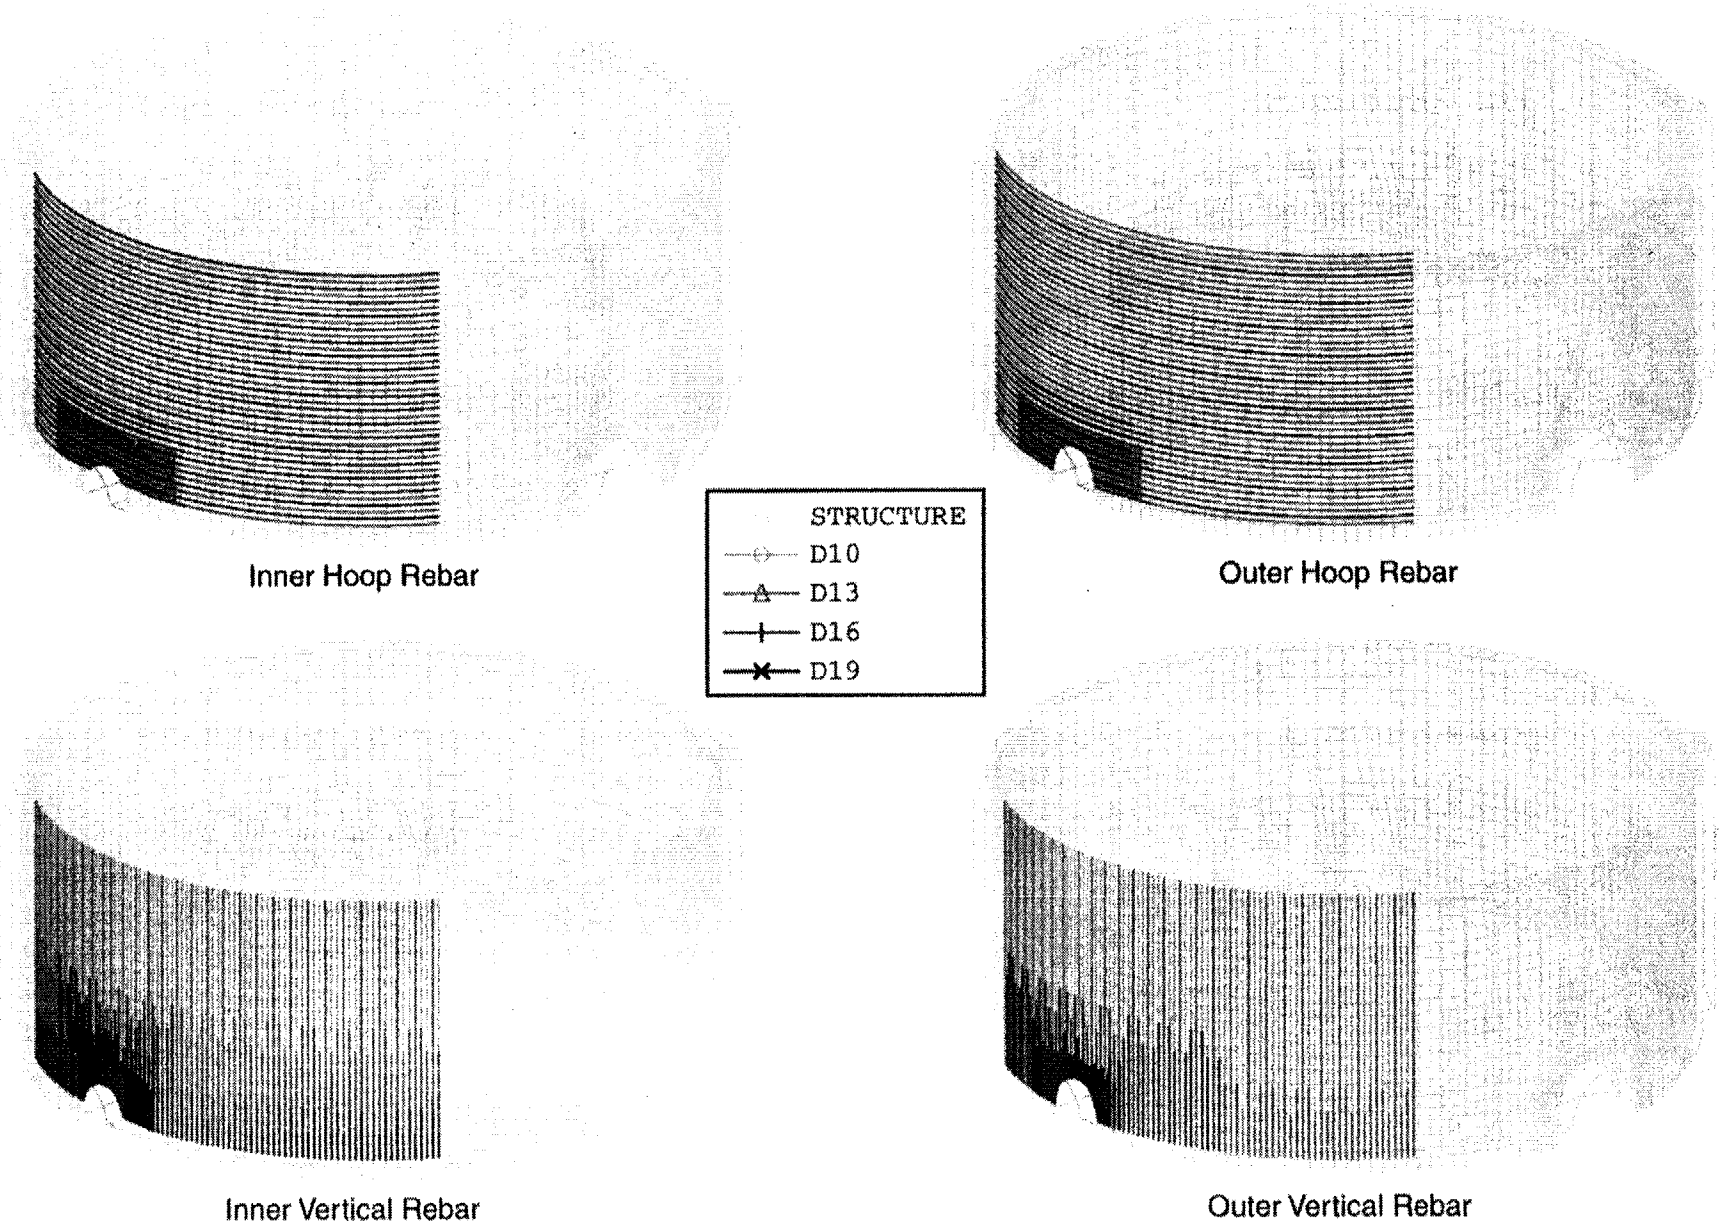 Inner Hoop Rebar
Outer Hoop Rebar
STRUCTURE
D10
D13
D16
D19
Inner Vertical Rebar
Outer Vertical Rebar